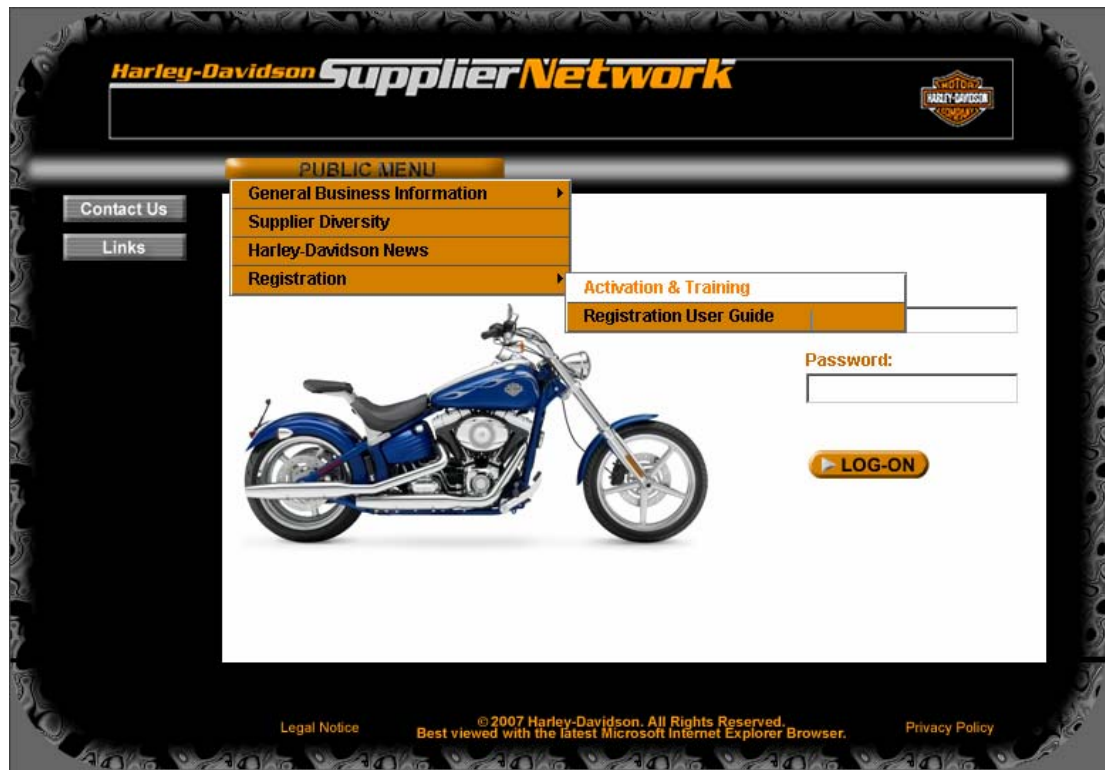 Harley-Davidson SupplierNetwork
MOTOR
HARLEY-DAVIDSON
COMPANY
PUBLIC MENU
General Business Information
Supplier Diversity
Harley-Davidson News
Registration
Activation & Training
Registration User Guide
Contact Us
Links
Password:
LOG-ON
Legal Notice
© 2007 Harley-Davidson. All Rights Reserved.
Best viewed with the latest Microsoft Internet Explorer Browser.
Privacy Policy